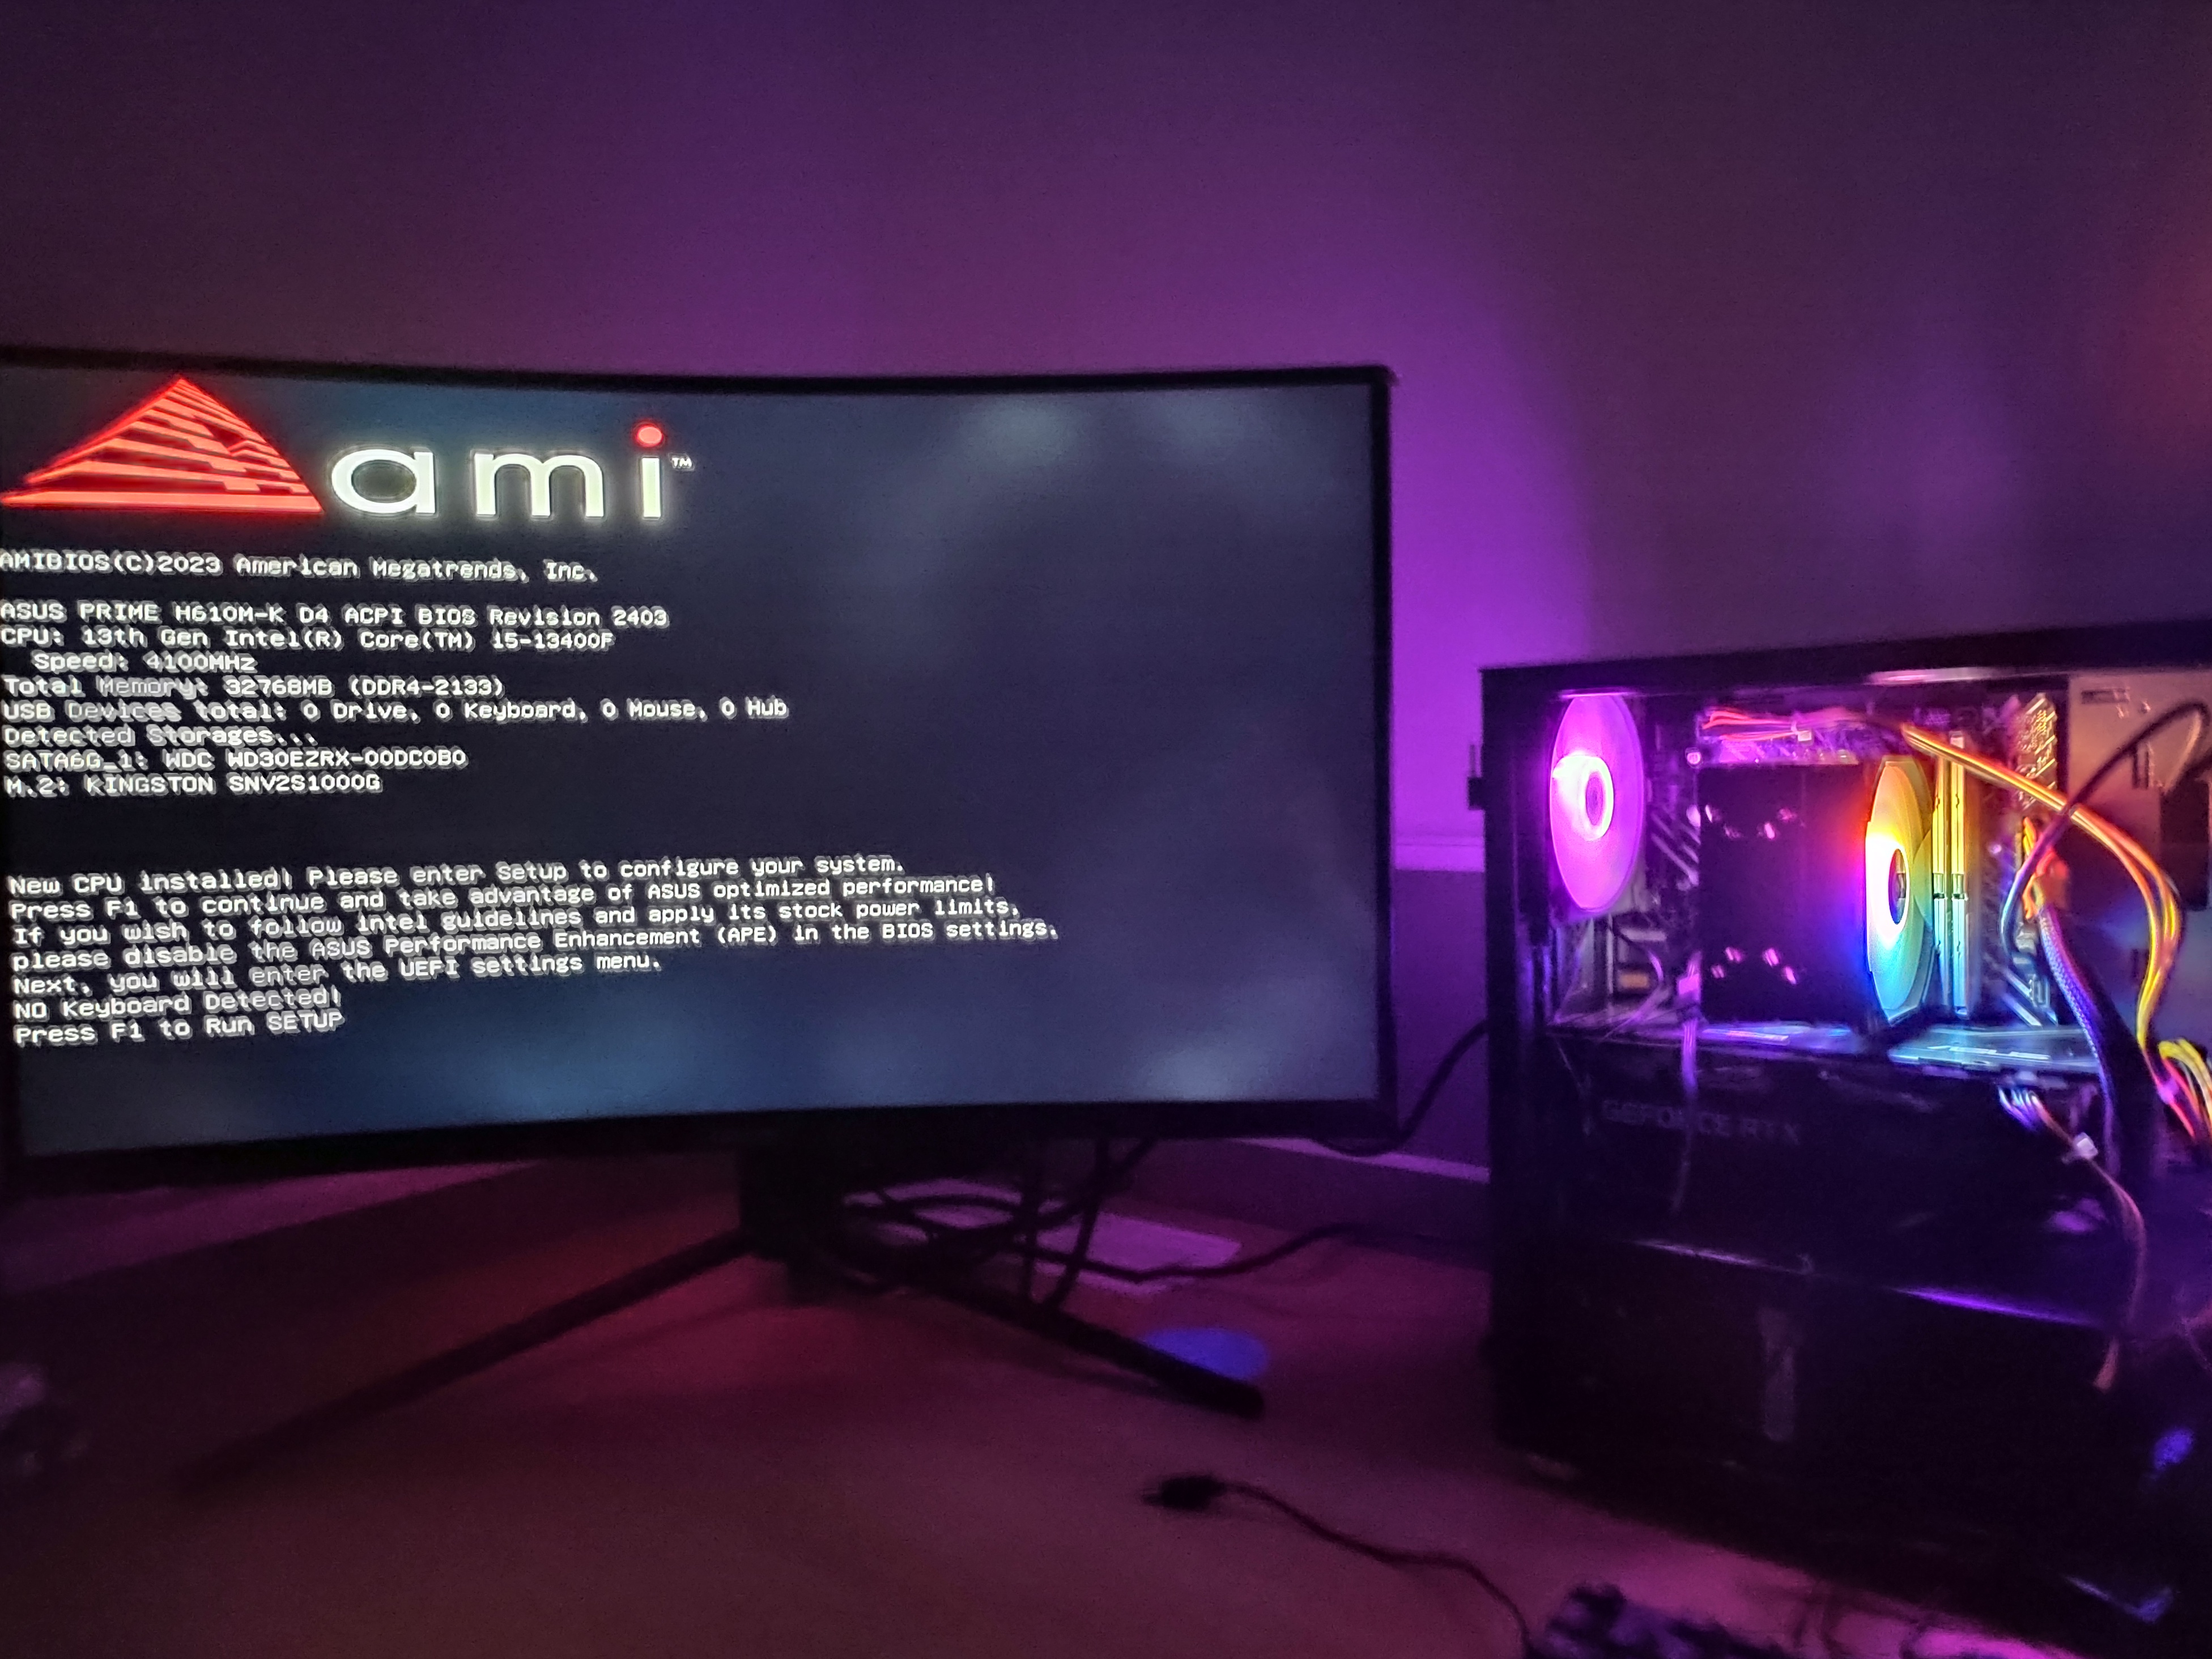 ami™
AMIBIOS(C)2023 American Megatrends, Inc.
ASUS PRIME H610M-K D4 ACPI BIOS Revision 2403
CPU: 13th Gen Intel(R) Core(TM) i5-13400F
Speed: 4100MHz
Total Memory: 32768MB (DDR4-2133)
USB Devices total: 0 Drive, 0 Keyboard, 0 Mouse, 0 Hub
Detected Storages...
SATA6G_1: WDC WD30EZRX-00DC0B0
M.2: KINGSTON SNV2S1000G
New CPU installed! Please enter Setup to configure your system.
Press F1 to continue and take advantage of ASUS optimized performance!
If you wish to follow intel guidelines and apply its stock power limits,
please disable the ASUS Performance Enhancement (APE) in the BIOS settings.
Next, you will enter the UEFI settings menu.
NO Keyboard Detected!
Press F1 to Run SETUP
GEFORCE RTX